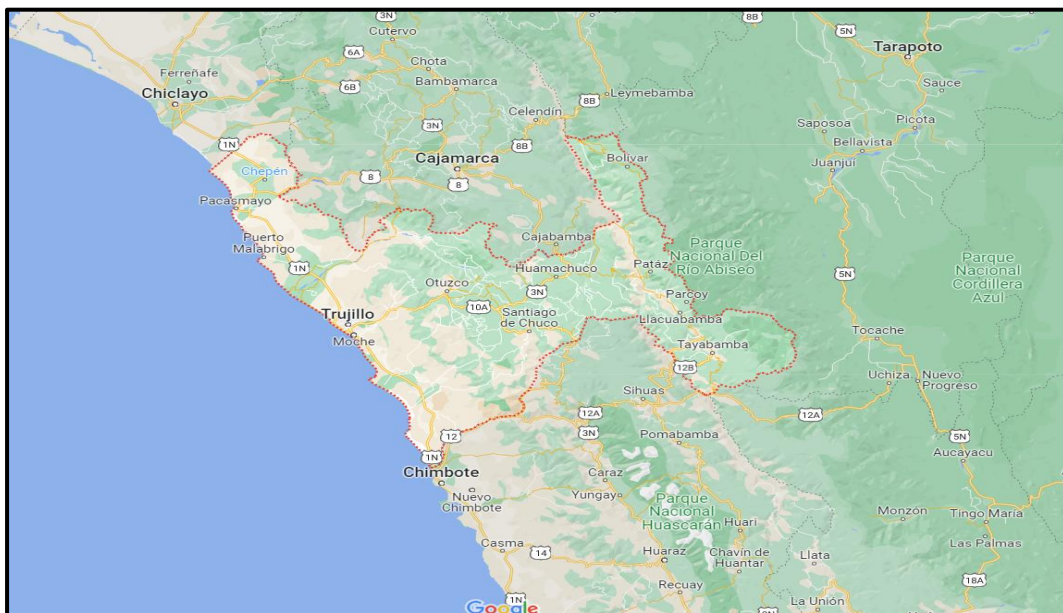 3N
8B
5N
Cutervo
Tarapoto
6A
Chota
Ferreñafe
6B
Bambamarca
Sauce
Chiclayo
8B
Leymebamba
Celendín
3N
Picota
Saposoa
1N
8B
Bellavista
Cajamarca
Bolívar
Juanjuí
Chepén
8
8
Pacasmayo
Puerto
Malabrigo
Cajabamba
Parque
Nacional Del
Río Abiseo
Parque
Nacional
Cordillera
Azul
1N
Huamachuco
Patáz
5N
Otuzco
3N
Parcoy
10A
Trujillo
Santiago
de Chuco
Llacuabamba
Moche
Tocache
Tayabamba
12B
Uchiza
Nuevo
Progreso
Sihuas
12A
12A
3N
12
Pomabamba
5N
1N
Aucayacu
Chimbote
Caraz
Nuevo
Chimbote
Yungay
Parque
Nacional
Huascarán
Monzón
Tingo María
Huari
Casma
14
Las Palmas
Huaraz
Chavín de
Huantar
Llata
18A
Recuay
1N
La Unión
Google